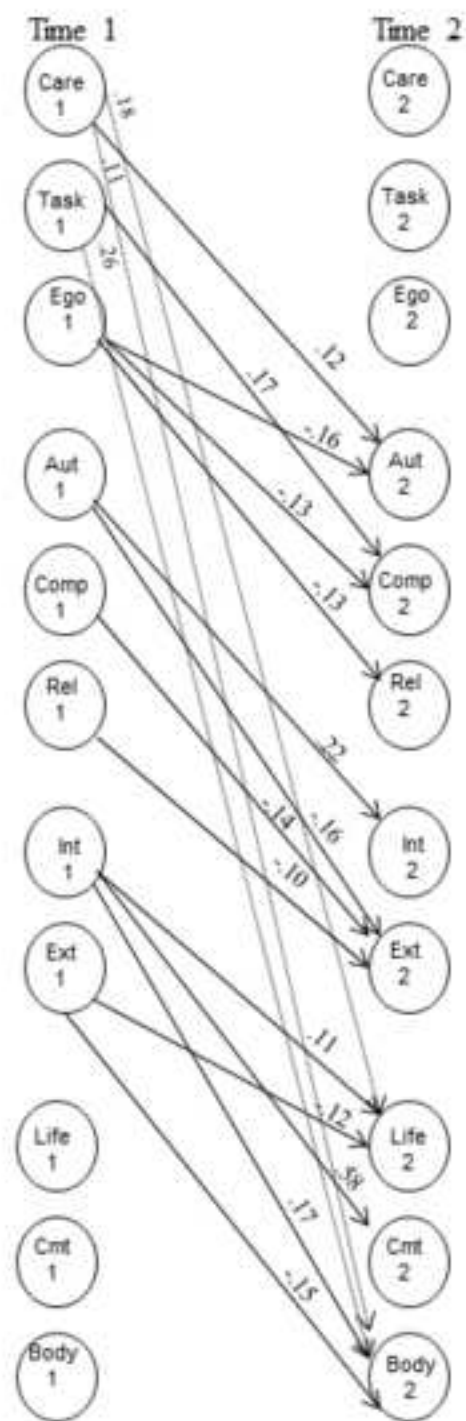 Time 1 Time 2
Care 1 Care 2
.18
.11
Task 1 Task 2
.26
Ego 1 Ego 2
.12
.17
-.16
Aut 1 Aut 2
-.13
Comp 1 Comp 2
-.13
Rel 1 Rel 2
.22
-.14 -.16
Int 1 Int 2
-.10
Ext 1 Ext 2
.11
-.12
Life 1 Life 2
.17
Cmt 1 Cmt 2
-.15
Body 1 Body 2